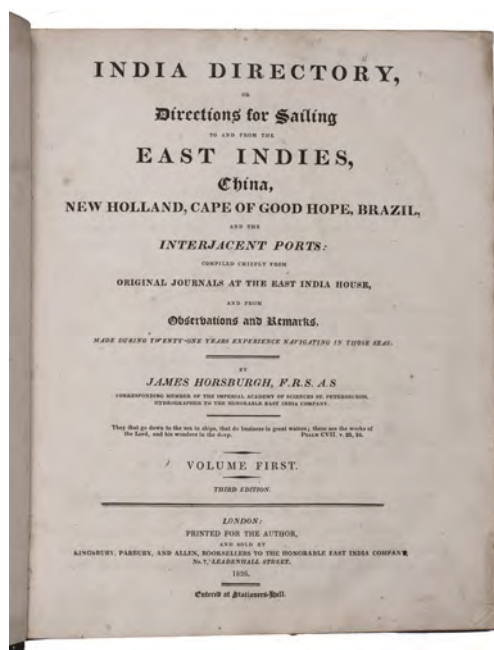 INDIA DIRECTORY,
OR
Directions for Sailing
TO AND FROM THE
EAST INDIES,
China,
NEW HOLLAND, CAPE OF GOOD HOPE, BRAZIL,
AND THE
INTERJACENT PORTS:
COMPILED CHIEFLY FROM
ORIGINAL JOURNALS AT THE EAST INDIA HOUSE,
AND FROM
Observations and Remarks,
MADE DURING TWENTY-ONE YEARS EXPERIENCE NAVIGATING IN THOSE SEAS.
BY
JAMES HORSBURGH, F.R.S. A.S
CORRESPONDING MEMBER OF THE IMPERIAL ACADEMY OF SCIENCES ST. PETERSBURGH,
HYDROGRAPHER TO THE HONORABLE EAST INDIA COMPANY.
They that go down to the sea in ships, that do business in great waters; these see the works of
the Lord, and his wonders in the deep. PSALM CVII. v. 23, 24.
VOLUME FIRST.
THIRD EDITION.
LONDON:
PRINTED FOR THE AUTHOR,
AND SOLD BY
KINGSBURY, PARBURY, AND ALLEN, BOOKSELLERS TO THE HONORABLE EAST INDIA COMPANY,
No. 7, LEADENHALL STREET.
1826.
Entered at Stationers-Hall.